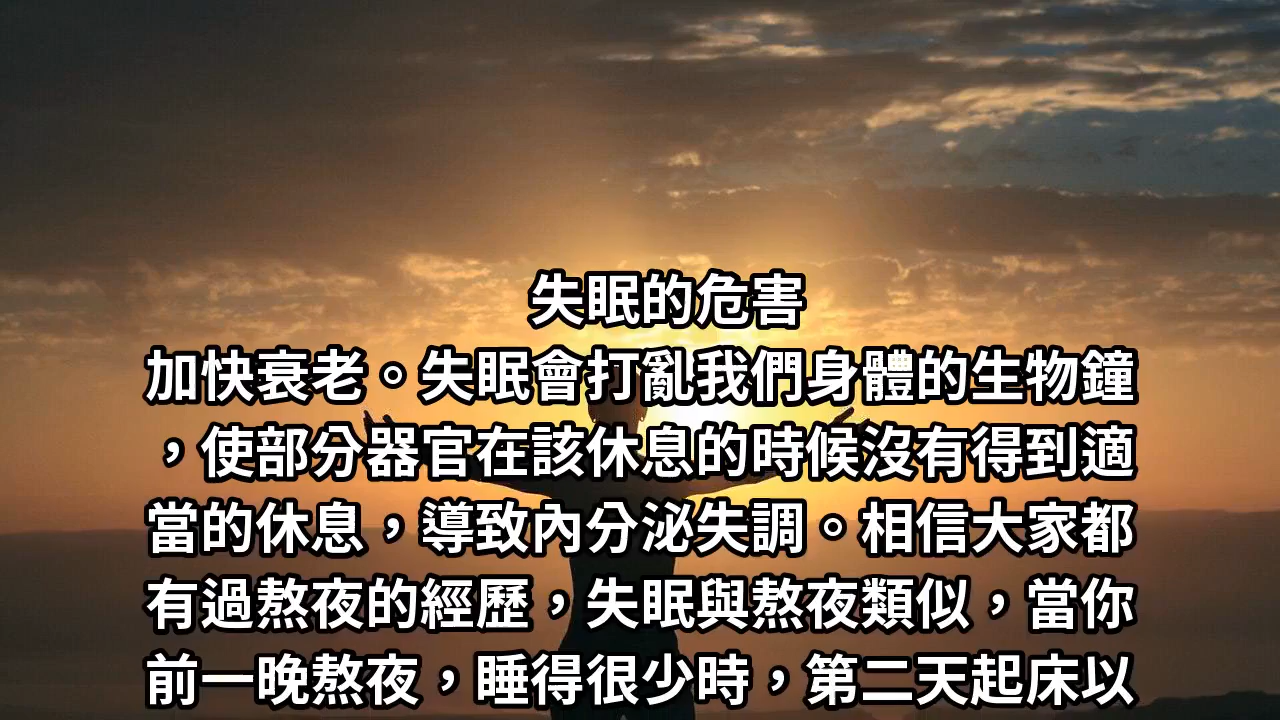 失眠的危害
加快衰老。失眠會打亂我們身體的生物鐘
，使部分器官在該休息的時候沒有得到適
當的休息，導致內分泌失調。相信大家都
有過熬夜的經歷，失眠與熬夜類似，當你
前一晚熬夜，睡得很少時，第二天起床以